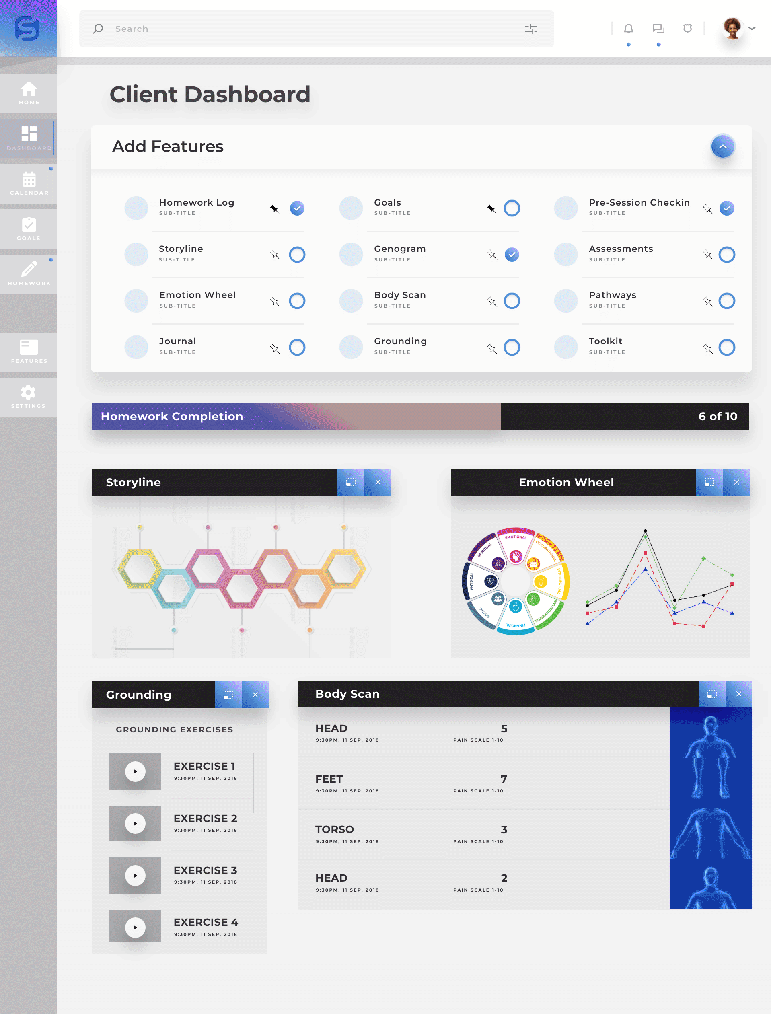 Search
HOME
DASHBOARD
CALENDAR
GOALS
HOMEWORK
FEATURES
SETTINGS
Client Dashboard
Add Features
Homework Log
SUB-TITLE
Goals
SUB-TITLE
Pre-Session Checkin
SUB-TITLE
Storyline
SUB-TITLE
Genogram
SUB-TITLE
Assessments
SUB-TITLE
Emotion Wheel
SUB-TITLE
Body Scan
SUB-TITLE
Pathways
SUB-TITLE
Journal
SUB-TITLE
Grounding
SUB-TITLE
Toolkit
SUB-TITLE
Homework Completion 6 of 10
Storyline
Emotion Wheel
Grounding
GROUNDING EXERCISES
EXERCISE 1
9:30PM, 11 SEP. 2018
EXERCISE 2
9:30PM, 11 SEP. 2018
EXERCISE 3
9:30PM, 11 SEP. 2018
EXERCISE 4
9:30PM, 11 SEP. 2018
Body Scan
HEAD 5
9:30PM, 11 SEP. 2018 PAIN SCALE 1-10
FEET 7
9:30PM, 11 SEP. 2018 PAIN SCALE 1-10
TORSO 3
9:30PM, 11 SEP. 2018 PAIN SCALE 1-10
HEAD 2
9:30PM, 11 SEP. 2018 PAIN SCALE 1-10